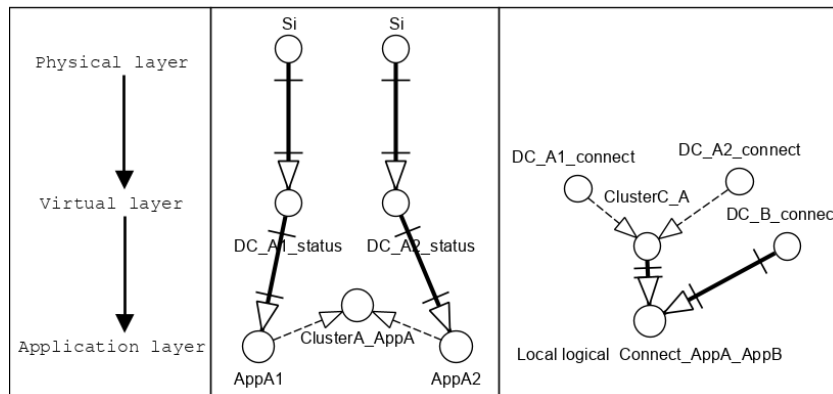 Physical layer
Virtual layer
Application layer
Si
Si
DC_A1_status
DC_A2_status
ClusterA_AppA
AppA1
AppA2
DC_A1_connect
DC_A2_connect
ClusterC_A
DC_B_connect
Local logical Connect_AppA_AppB